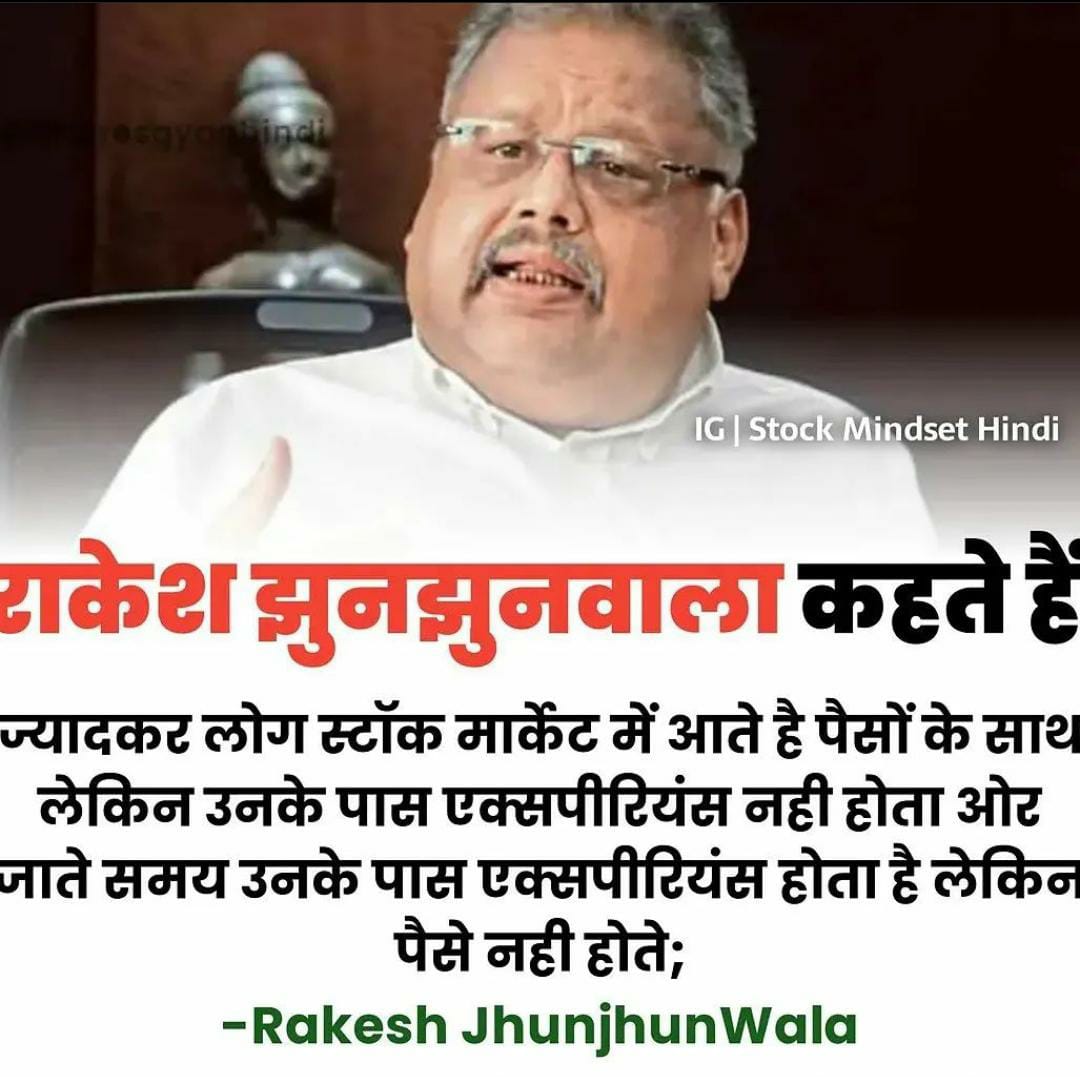 IG | Stock Mindset Hindi
राकेश झुनझुनवाला कहते हैं
ज्यादकर लोग स्टॉक मार्केट में आते है पैसों के साथ
लेकिन उनके पास एक्सपीरियंस नही होता ओर
जाते समय उनके पास एक्सपीरियंस होता है लेकिन
पैसे नही होते;
-Rakesh JhunjhunWala